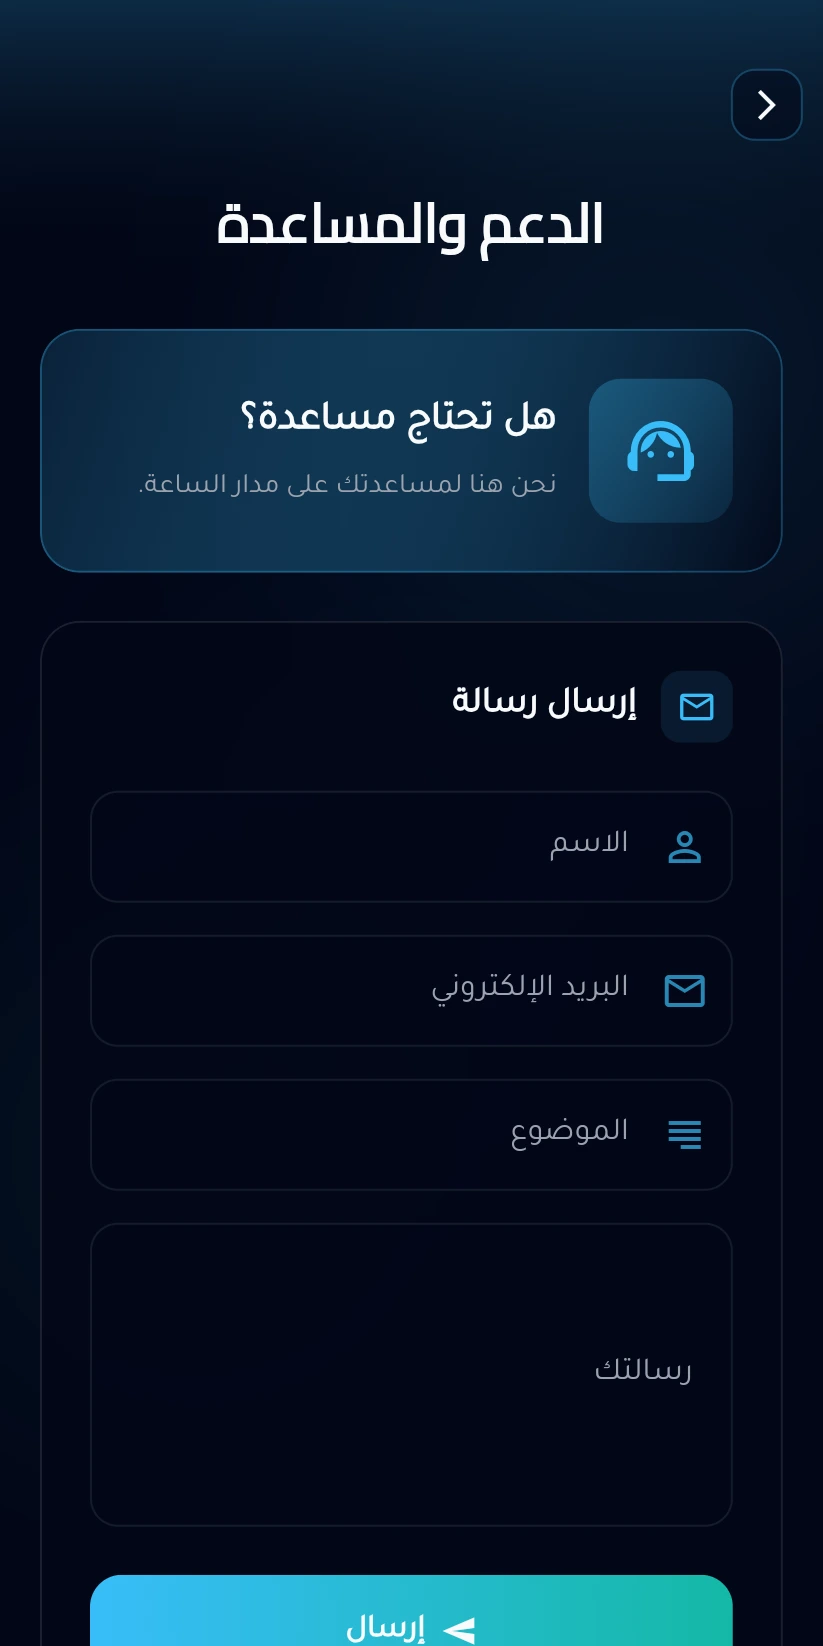 الدعم والمساعدة
هل تحتاج مساعدة؟
نحن هنا لمساعدتك على مدار الساعة.
إرسال رسالة
الاسم
البريد الإلكتروني
الموضوع
رسالتك
إرسال